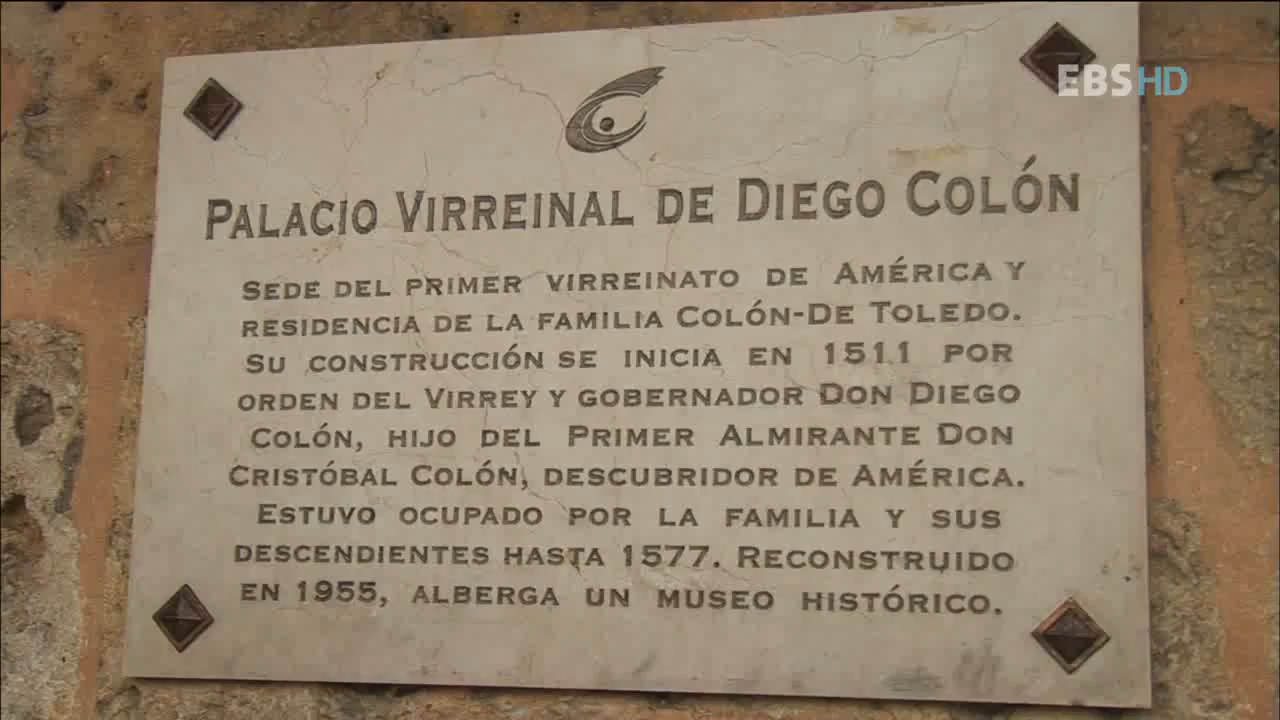 EBS HD
PALACIO VIRREINAL DE DIEGO COLÓN
SEDE DEL PRIMER VIRREINATO DE AMÉRICA Y
RESIDENCIA DE LA FAMILIA COLÓN-DE TOLEDO.
SU CONSTRUCCIÓN SE INICIA EN 1511 POR
ORDEN DEL VIRREY Y GOBERNADOR DON DIEGO
COLÓN, HIJO DEL PRIMER ALMIRANTE DON
CRISTÓBAL COLÓN, DESCUBRIDOR DE AMÉRICA.
ESTUVO OCUPADO POR LA FAMILIA Y SUS
DESCENDIENTES HASTA 1577. RECONSTRUIDO
EN 1955, ALBERGA UN MUSEO HISTÓRICO.